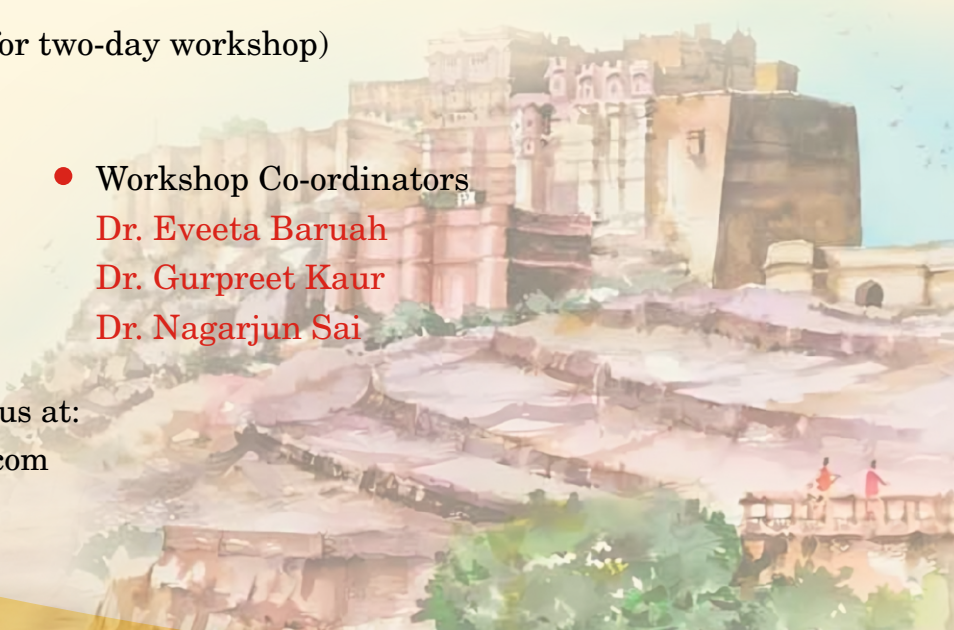 for two-day workshop)
Workshop Co-ordinators
Dr. Eveeta Baruah
Dr. Gurpreet Kaur
Dr. Nagarjun Sai
us at:
com